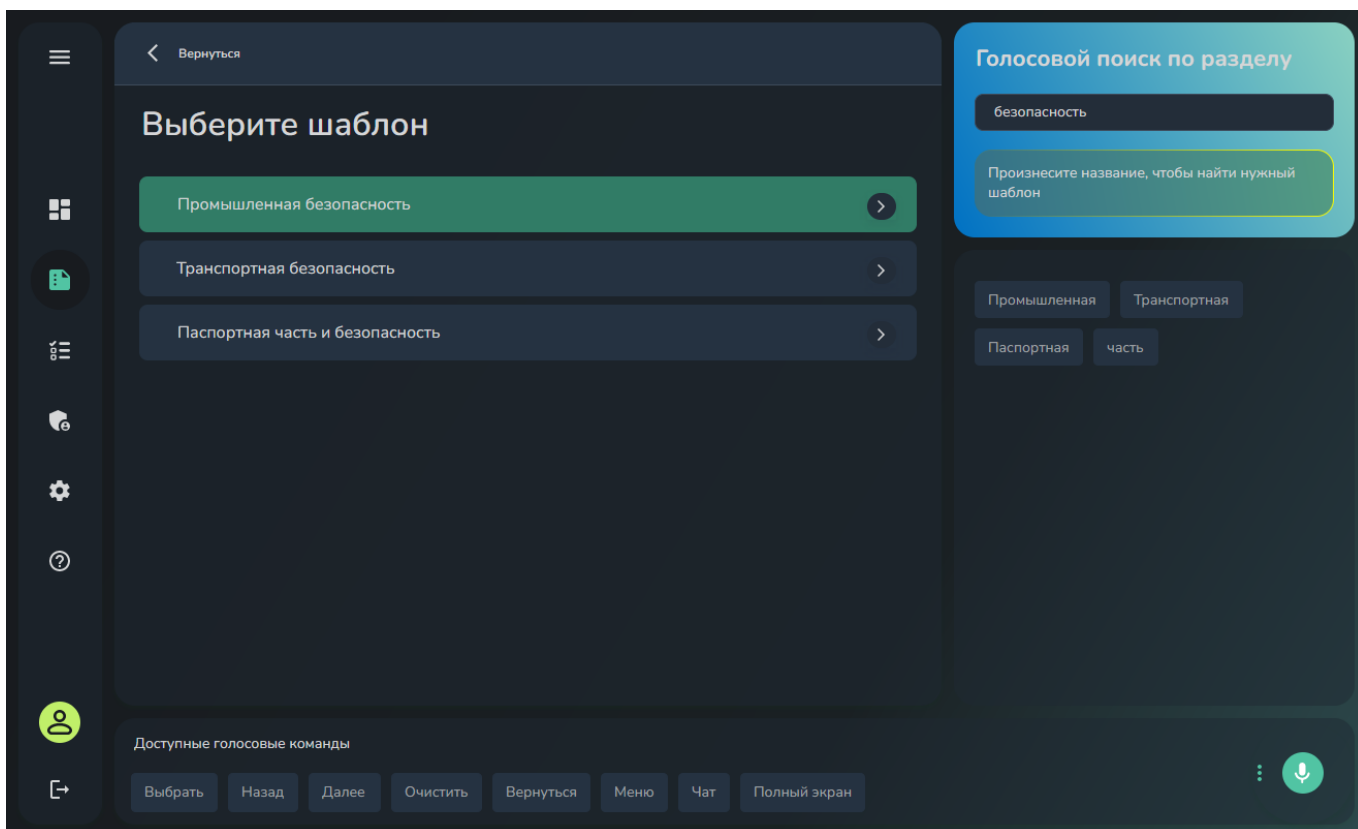 Вернуться
Выберите шаблон
Промышленная безопасность
Транспортная безопасность
Паспортная часть и безопасность
Голосовой поиск по разделу
безопасность
Произнесите название, чтобы найти нужный
шаблон
Промышленная Транспортная
Паспортная часть
Доступные голосовые команды
Выбрать Назад Далее Очистить Вернуться Меню Чат Полный экран